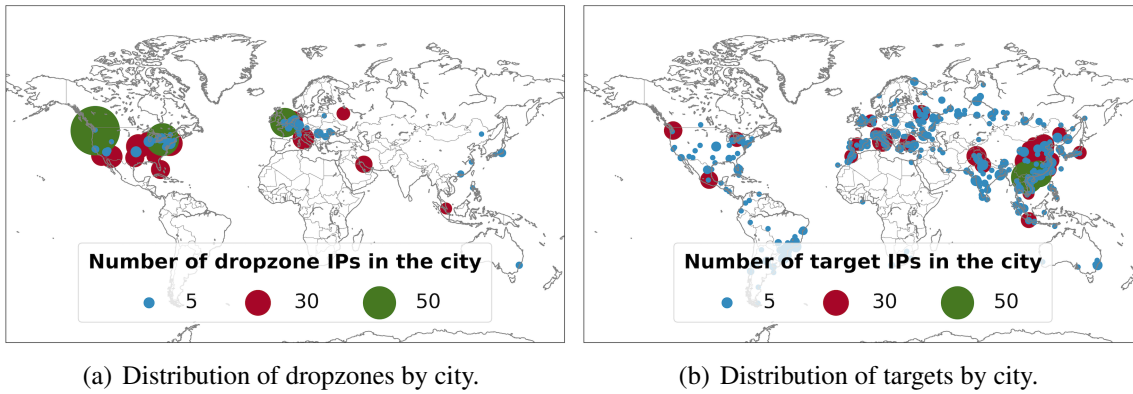 Number of dropzone IPs in the city
5 30 50
Number of target IPs in the city
5 30 50
(a) Distribution of dropzones by city.
(b) Distribution of targets by city.